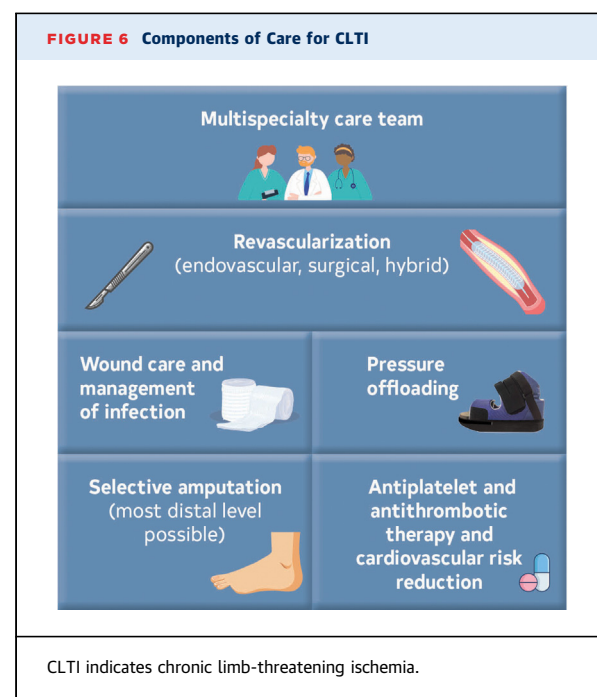 FIGURE 6 Components of Care for CLTI
Multispecialty care team
Revascularization
(endovascular, surgical, hybrid)
Wound care and
management
of infection
Pressure
offloading
Selective amputation
(most distal level
possible)
Antiplatelet and
antithrombotic
therapy and
cardiovascular risk
reduction
CLTI indicates chronic limb-threatening ischemia.